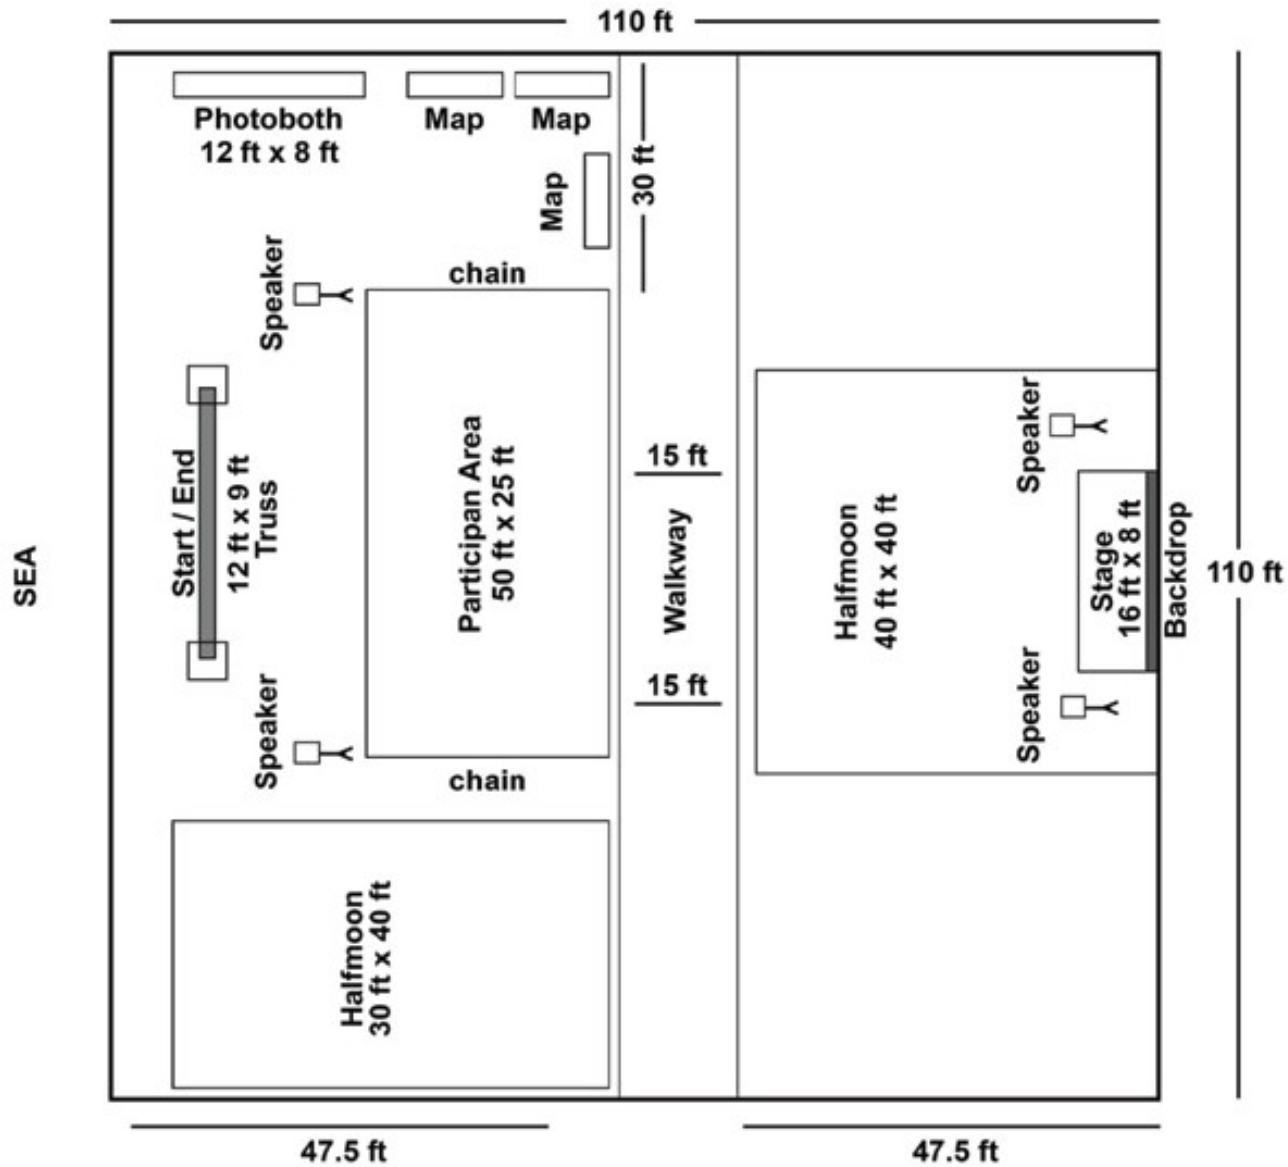 110 ft
Photoboth
12 ft x 8 ft
Map
Map
Map
30 ft
chain
Speaker
Start / End
12 ft x 9 ft
Truss
Participan Area
50 ft x 25 ft
15 ft
Walkway
15 ft
Speaker
chain
Halfmoon
30 ft x 40 ft
Halfmoon
40 ft x 40 ft
Speaker
Stage
16 ft x 8 ft
Backdrop
Speaker
SEA
110 ft
47.5 ft
47.5 ft